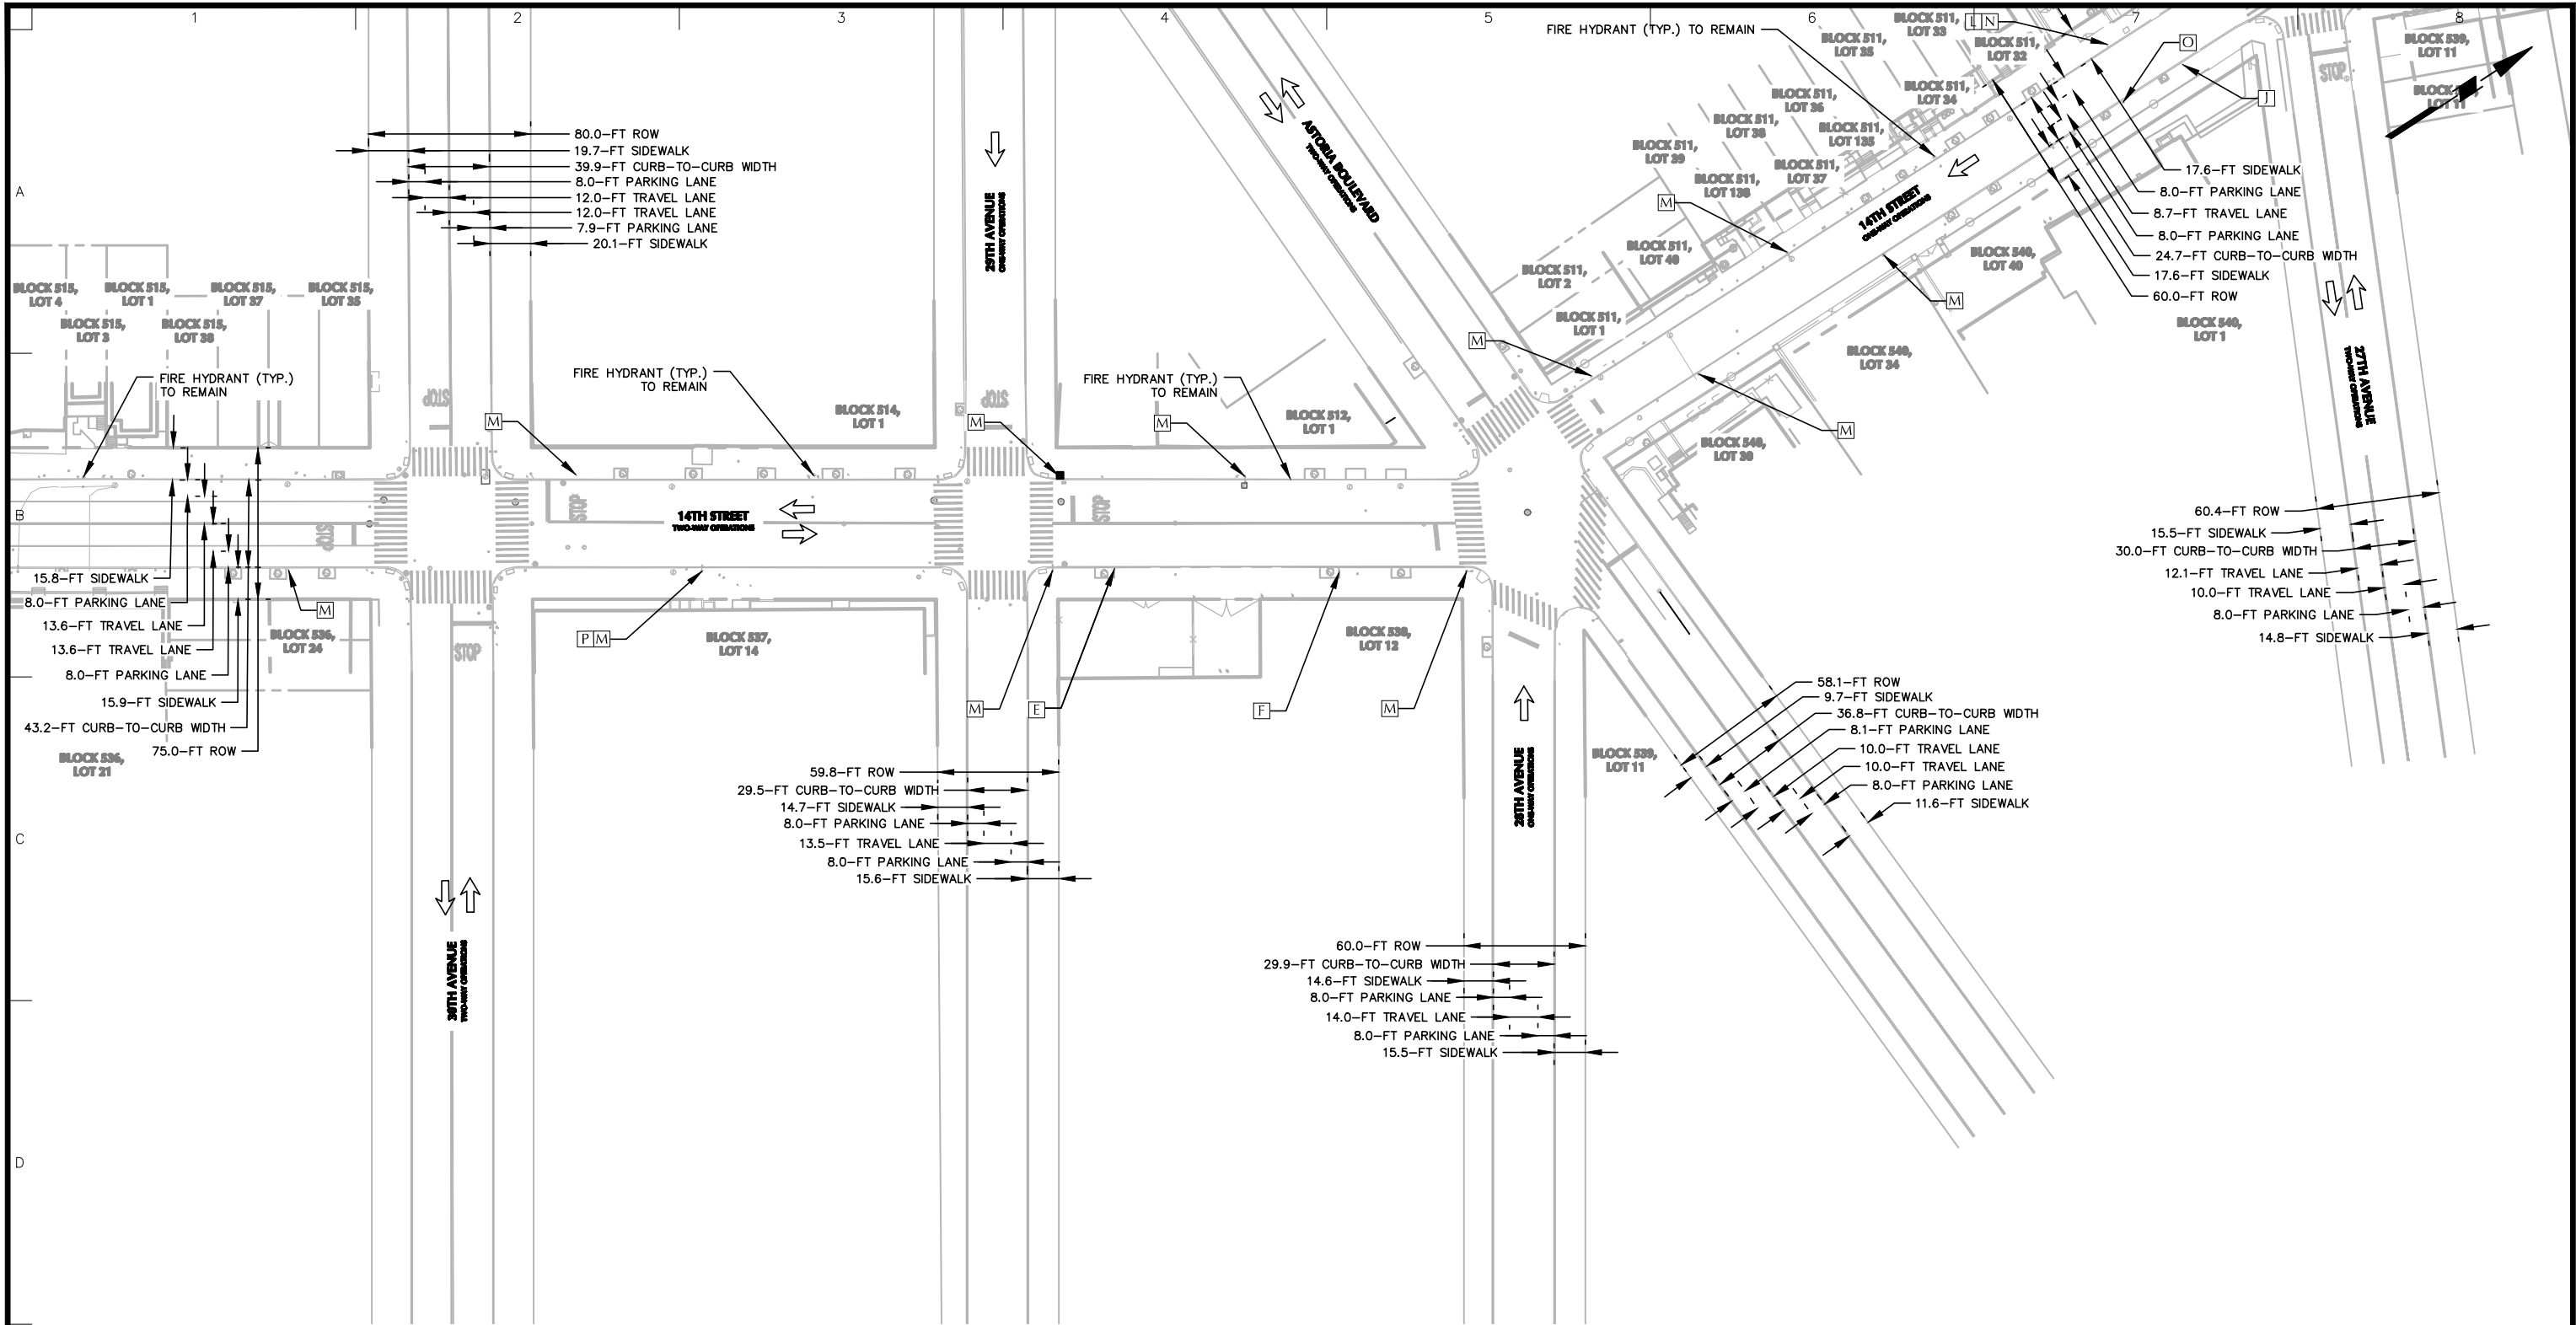 1
2
3
4
5
6
7
8
A
B
C
D
80.0-FT ROW
19.7-FT SIDEWALK
39.9-FT CURB-TO-CURB WIDTH
8.0-FT PARKING LANE
12.0-FT TRAVEL LANE
12.0-FT TRAVEL LANE
7.9-FT PARKING LANE
20.1-FT SIDEWALK
29TH AVENUE
ONE-WAY OPERATIONS
ASTORIA BOULEVARD
TWO-WAY OPERATIONS
FIRE HYDRANT (TYP.) TO REMAIN
BLOCK 511,
LOT 33
L N
BLOCK 511,
LOT 35
BLOCK 511,
LOT 32
O
J
BLOCK 511,
LOT 34
BLOCK 511,
LOT 36
BLOCK 511,
LOT 38
BLOCK 511,
LOT 135
BLOCK 511,
LOT 39
BLOCK 511,
LOT 37
BLOCK 511,
LOT 138
M
BLOCK 511,
LOT 40
BLOCK 511,
LOT 2
BLOCK 511,
LOT 1
14TH STREET
ONE-WAY OPERATIONS
BLOCK 540,
LOT 40
M
BLOCK 540,
LOT 34
BLOCK 540,
LOT 1
BLOCK 539,
LOT 11
LOT 11
STOP
17.6-FT SIDEWALK
8.0-FT PARKING LANE
8.7-FT TRAVEL LANE
8.0-FT PARKING LANE
24.7-FT CURB-TO-CURB WIDTH
17.6-FT SIDEWALK
60.0-FT ROW
27TH AVENUE
TWO-WAY OPERATIONS
BLOCK 515,
LOT 4
BLOCK 515,
LOT 1
BLOCK 515,
LOT 37
BLOCK 515,
LOT 35
BLOCK 515,
LOT 3
BLOCK 515,
LOT 38
FIRE HYDRANT (TYP.)
TO REMAIN
STOP
M
FIRE HYDRANT (TYP.)
TO REMAIN
BLOCK 514,
LOT 1
STOP
M
FIRE HYDRANT (TYP.)
TO REMAIN
M
BLOCK 512,
LOT 1
M
M
BLOCK 540,
LOT 30
STOP
STOP
14TH STREET
TWO-WAY OPERATIONS
STOP
15.8-FT SIDEWALK
8.0-FT PARKING LANE
13.6-FT TRAVEL LANE
13.6-FT TRAVEL LANE
8.0-FT PARKING LANE
15.9-FT SIDEWALK
43.2-FT CURB-TO-CURB WIDTH
75.0-FT ROW
M
BLOCK 536,
LOT 24
BLOCK 536,
LOT 21
STOP
P M
BLOCK 537,
LOT 14
M
E
F
BLOCK 538,
LOT 12
M
60.4-FT ROW
15.5-FT SIDEWALK
30.0-FT CURB-TO-CURB WIDTH
12.1-FT TRAVEL LANE
10.0-FT TRAVEL LANE
8.0-FT PARKING LANE
14.8-FT SIDEWALK
58.1-FT ROW
9.7-FT SIDEWALK
36.8-FT CURB-TO-CURB WIDTH
8.1-FT PARKING LANE
10.0-FT TRAVEL LANE
10.0-FT TRAVEL LANE
8.0-FT PARKING LANE
11.6-FT SIDEWALK
BLOCK 539,
LOT 11
28TH AVENUE
ONE-WAY OPERATIONS
59.8-FT ROW
29.5-FT CURB-TO-CURB WIDTH
14.7-FT SIDEWALK
8.0-FT PARKING LANE
13.5-FT TRAVEL LANE
8.0-FT PARKING LANE
15.6-FT SIDEWALK
30TH AVENUE
TWO-WAY OPERATIONS
60.0-FT ROW
29.9-FT CURB-TO-CURB WIDTH
14.6-FT SIDEWALK
8.0-FT PARKING LANE
14.0-FT TRAVEL LANE
8.0-FT PARKING LANE
15.5-FT SIDEWALK